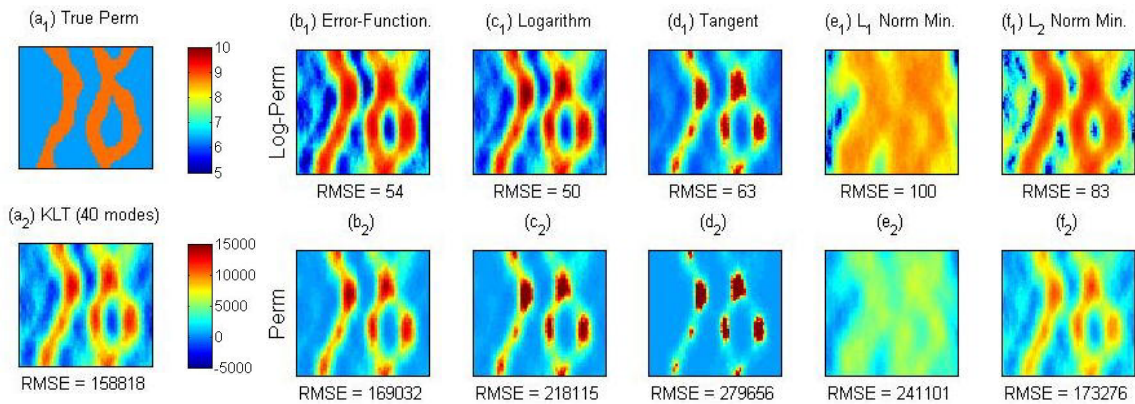 (a1) True Perm
(b1) Error-Function.
(c1) Logarithm
(d1) Tangent
(e1) L1 Norm Min.
(f1) L2 Norm Min.
10
9
8
7
6
5
Log-Perm
RMSE = 54
RMSE = 50
RMSE = 63
RMSE = 100
RMSE = 83
(a2) KLT (40 modes)
(b2)
(c2)
(d2)
(e2)
(f2)
15000
10000
5000
0
-5000
Perm
RMSE = 158818
RMSE = 169032
RMSE = 218115
RMSE = 279656
RMSE = 241101
RMSE = 173276